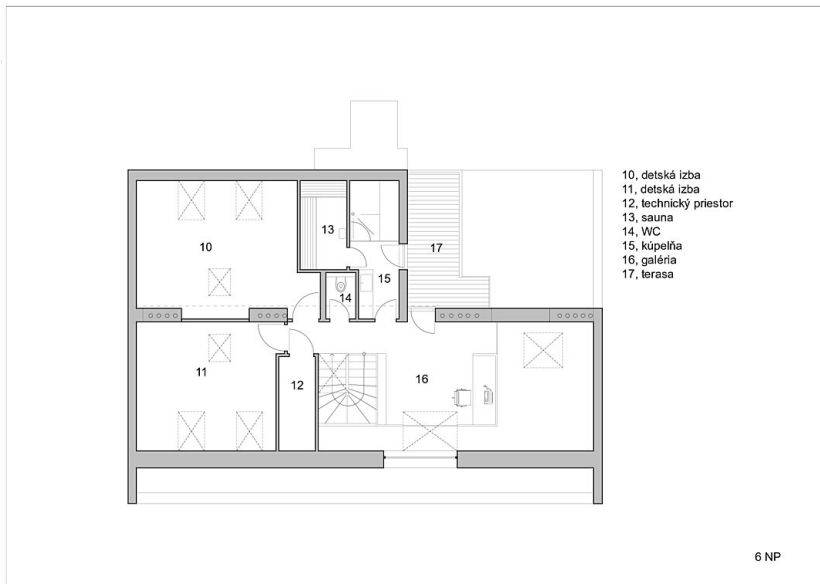 10, detská izba
11, detská izba
12, technický priestor
13, sauna
14, WC
15, kúpelňa
16, galéria
17, terasa
10
13
17
15
14
11
12
16
6 NP